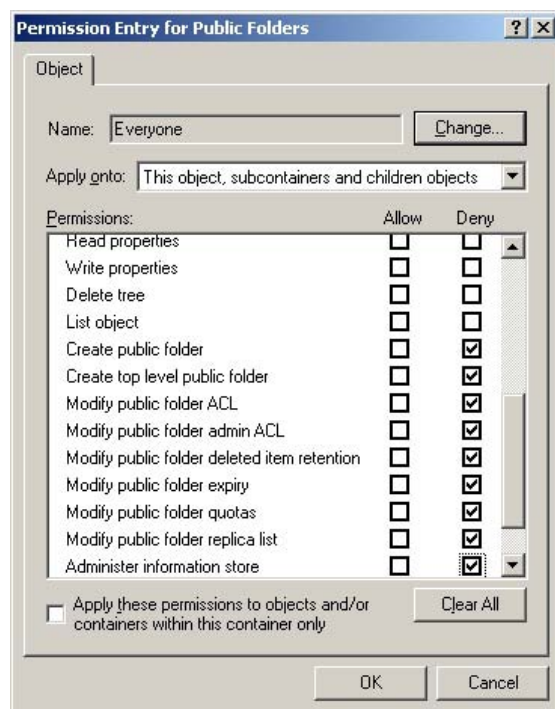 Permission Entry for Public Folders
Object
Name: Everyone Change...
Apply onto: This object, subcontainers and children objects
Permissions: Allow Deny
Read properties
Write properties
Delete tree
List object
Create public folder
Create top level public folder
Modify public folder ACL
Modify public folder admin ACL
Modify public folder deleted item retention
Modify public folder expiry
Modify public folder quotas
Modify public folder replica list
Administer information store
Apply these permissions to objects and/or
containers within this container only
Clear All
OK Cancel